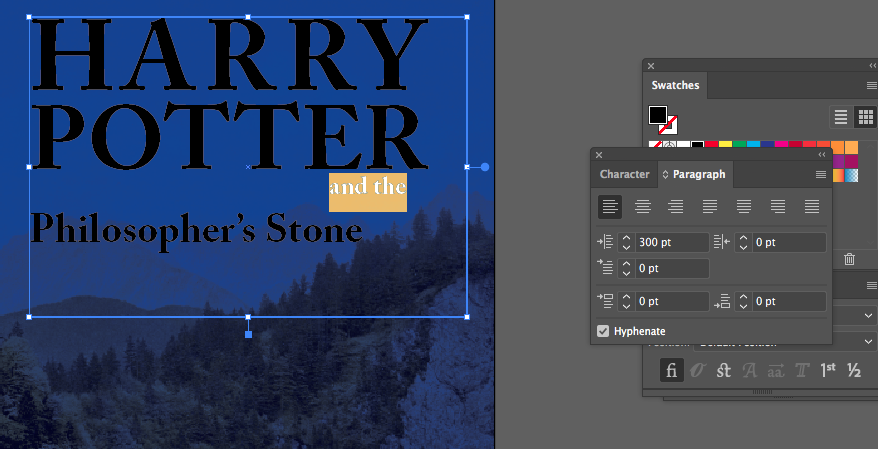 HARRY
POTTER
and the
Philosopher's Stone
Swatches
Character
Paragraph
300 pt
0 pt
0 pt
0 pt
0 pt
Hyphenate
fi
st
A
aa
T
1st
½